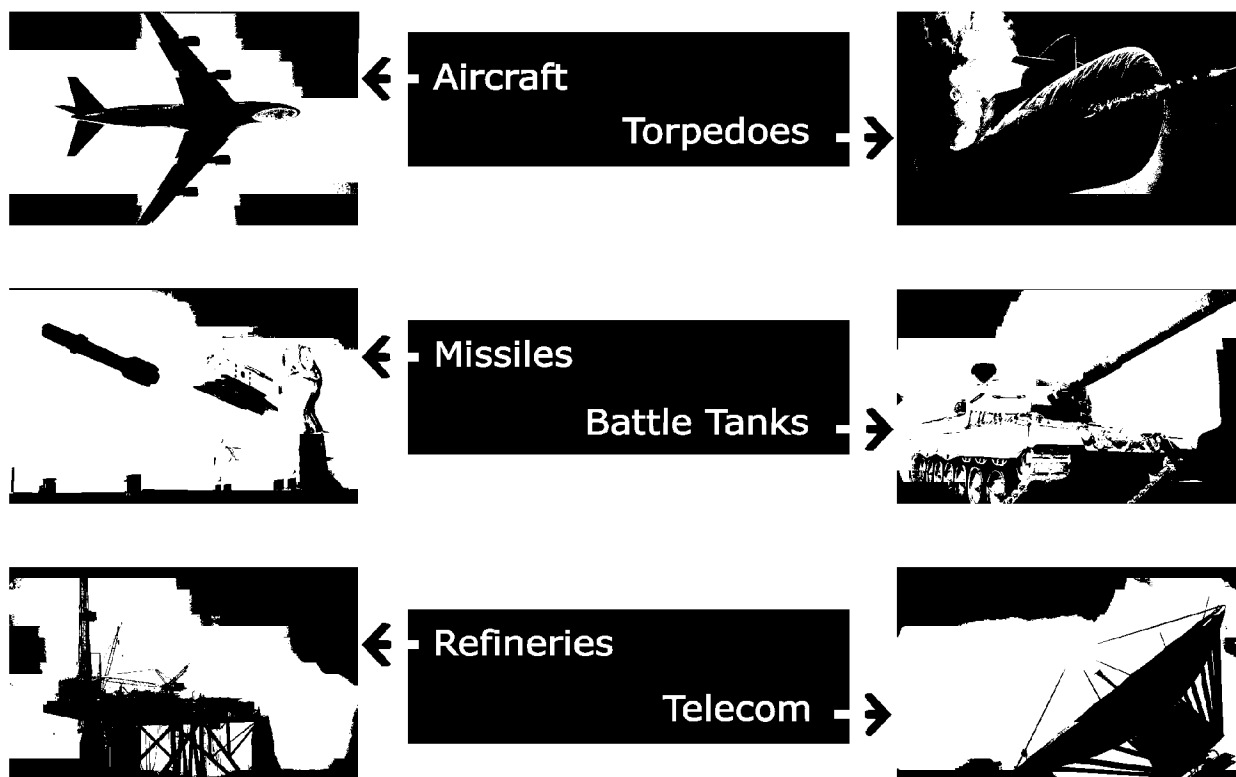 Aircraft
Torpedoes
Missiles
Battle Tanks
Refineries
Telecom